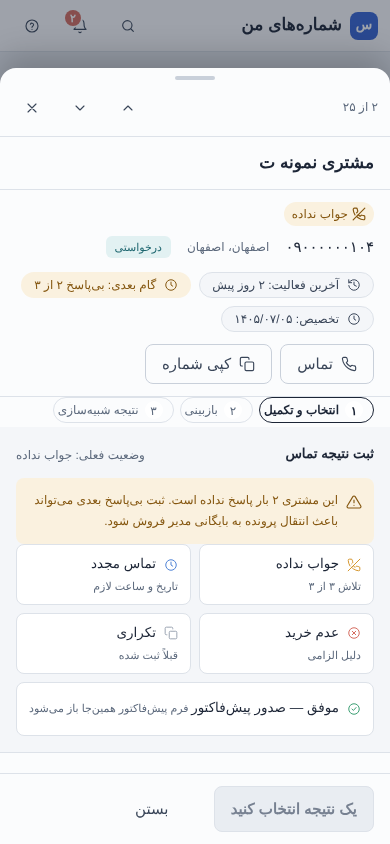 س
شماره‌های من
۲
۲ از ۲۵
مشتری نمونه ت
جواب نداده
۰۹۰۰۰۰۰۰۱۰۴
اصفهان، اصفهان
درخواستی
آخرین فعالیت: ۲ روز پیش
گام بعدی: بی‌پاسخ ۲ از ۳
تخصیص: ۱۴۰۵/۰۷/۰۵
تماس
کپی شماره
۱ انتخاب و تکمیل
۲ بازبینی
۳ نتیجه شبیه‌سازی
ثبت نتیجه تماس
وضعیت فعلی: جواب نداده
این مشتری ۲ بار پاسخ نداده است. ثبت بی‌پاسخ بعدی می‌تواند
باعث انتقال پرونده به بایگانی مدیر فروش شود.
جواب نداده
تلاش ۳ از ۳
تماس مجدد
تاریخ و ساعت لازم
عدم خرید
دلیل الزامی
تکراری
قبلاً ثبت شده
موفق — صدور پیش‌فاکتور فرم پیش‌فاکتور همین‌جا باز می‌شود
یک نتیجه انتخاب کنید
بستن